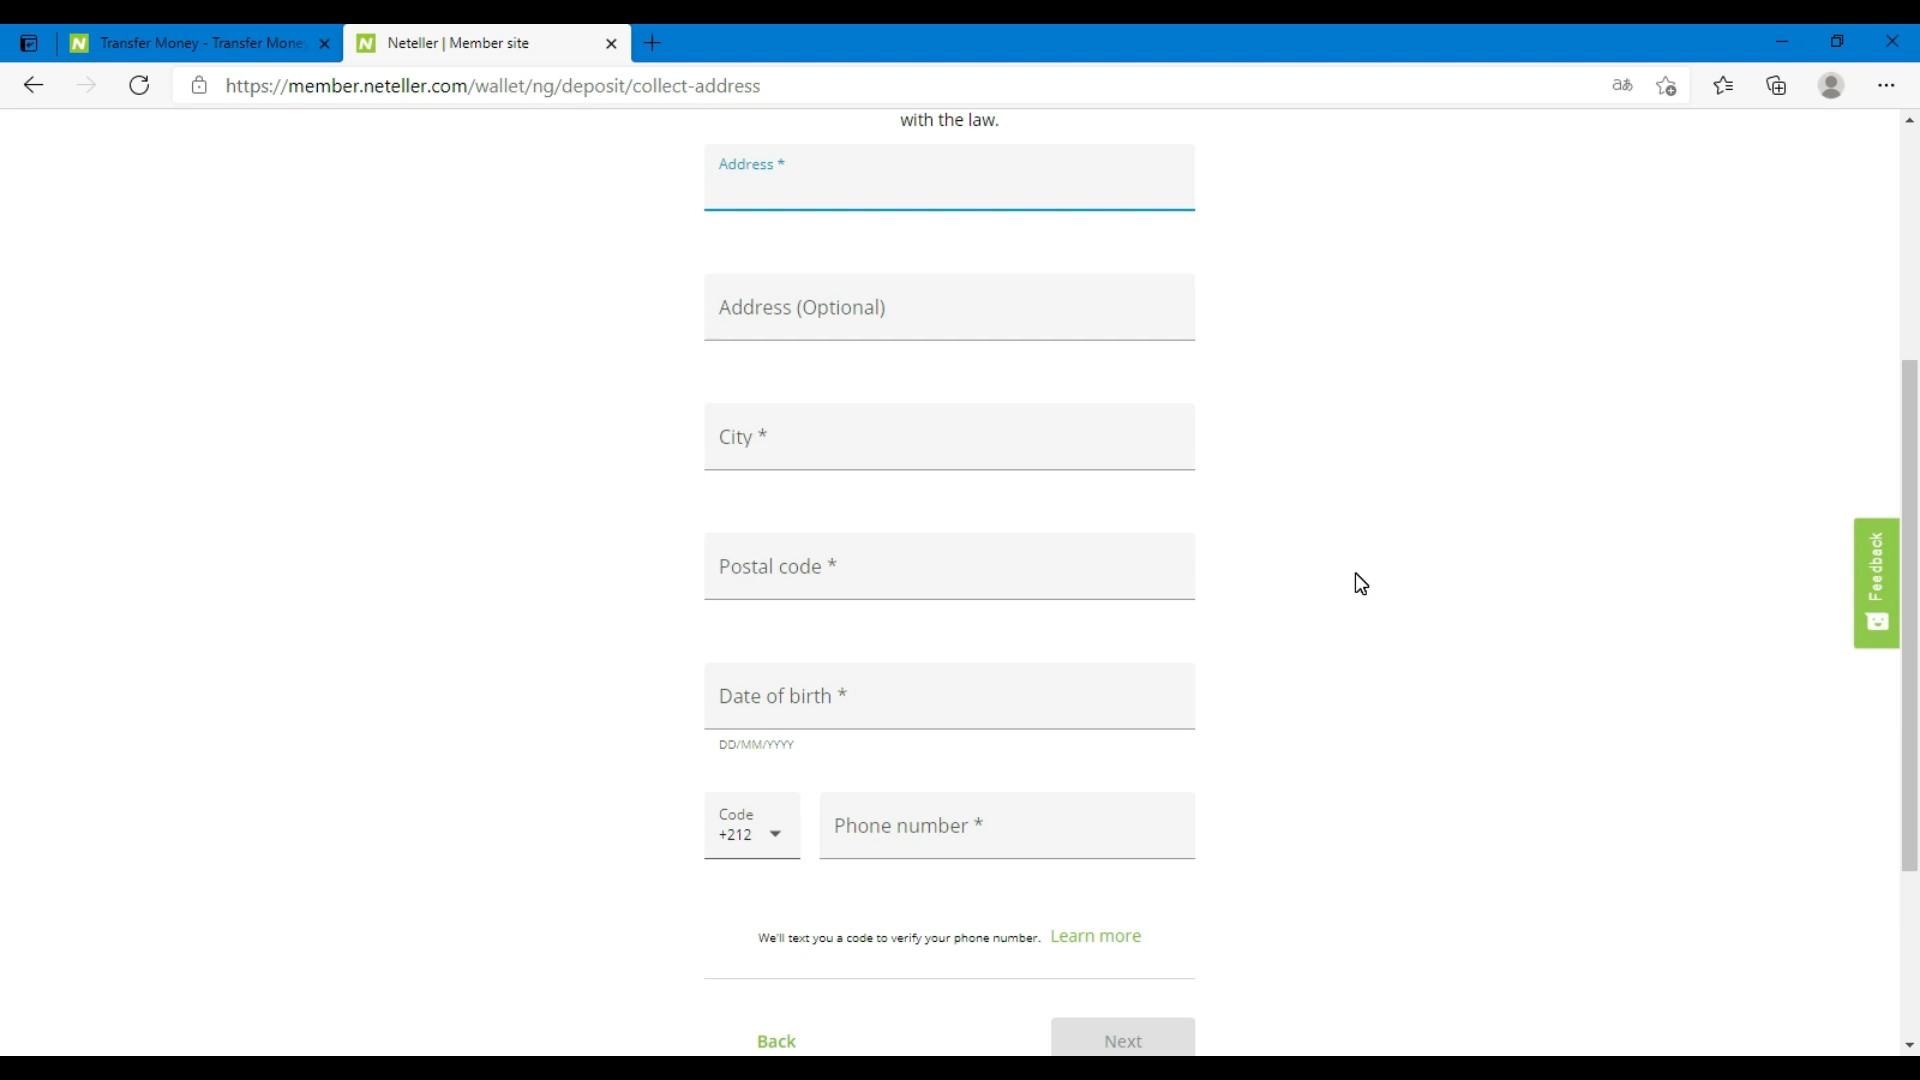 Transfer Money - Transfer Mone
Neteller | Member site
https://member.neteller.com/wallet/ng/deposit/collect-address
aあ
with the law.
Address *
Address (Optional)
City *
Postal code *
Feedback
Date of birth *
DD/MM/YYYY
Code
+212
Phone number *
We'll text you a code to verify your phone number. Learn more
Back
Next